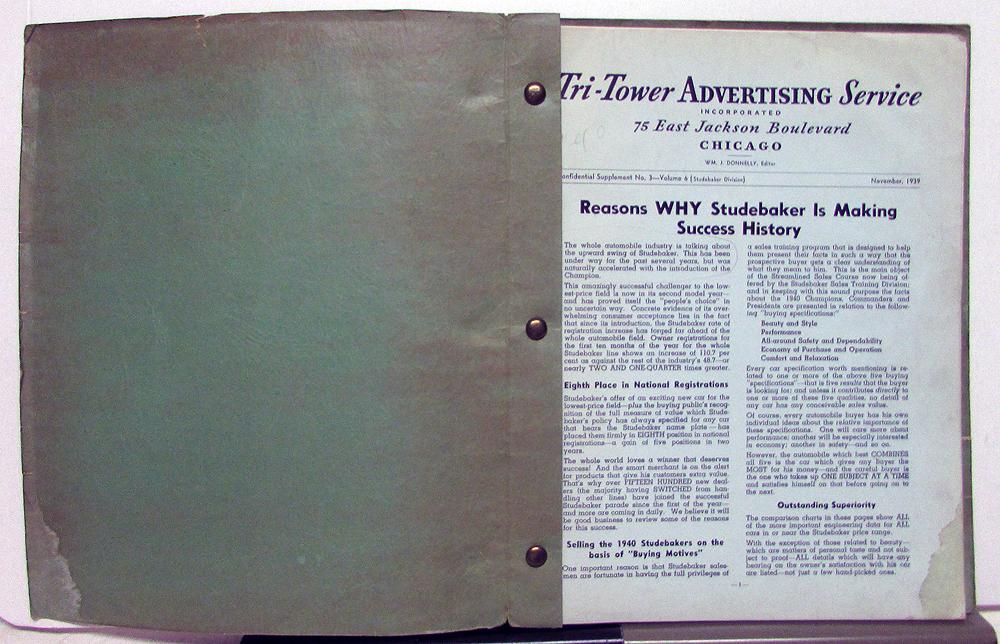 Tri-Tower ADVERTISING Service
INCORPORATED
75 East Jackson Boulevard
CHICAGO
WM. J. DONNELLY, Editor
onfidential Supplement No. 3—Volume 6 (Studebaker Division) November, 1939
Reasons WHY Studebaker Is Making
Success History
The whole automobile industry is talking about
the upward swing of Studebaker. This has been
under way for the past several years, but was
naturally accelerated with the introduction of the
Champion.
This amazingly successful challenger to the low-
est-price field is now in its second model year—
and has proved itself the "people's choice" in
no uncertain way. Concrete evidence of its over-
whelming consumer acceptance lies in the fact
that since its introduction, the Studebaker rate of
registration increase has forged far ahead of the
whole automobile field. Owner registrations for
the first ten months of the year for the whole
Studebaker line shows an increase of 110.7 per
cent as against the rest of the industry's 48.7—or
nearly TWO AND ONE-QUARTER times greater.
Eighth Place in National Registrations
Studebaker's offer of an exciting new car for the
lowest-price field—plus the buying public's recog-
nition of the full measure of value which Stude-
baker's policy has always specified for any car
that bears the Studebaker name plate—has
placed them firmly in EIGHTH position in national
registrations—a gain of five positions in two
years.
The whole world loves a winner that deserves
success! And the smart merchant is on the alert
for products that give his customers extra value.
That's why over FIFTEEN HUNDRED new deal-
ers (the majority having SWITCHED from han-
dling other lines) have joined the successful
Studebaker parade since the first of the year—
and more are coming in daily. We believe it will
be good business to review some of the reasons
for this success.
Selling the 1940 Studebakers on the
basis of "Buying Motives"
One important reason is that Studebaker sales-
men are fortunate in having the full privileges of
a sales training program that is designed to help
them present their facts in such a way that the
prospective buyer gets a clear understanding of
what they mean to him. This is the main object
of the Streamlined Sales Course now being of-
fered by the Studebaker Sales Training Division;
and in keeping with this sound purpose the facts
about the 1940 Champions, Commanders and
Presidents are presented in relation to the follow-
ing "buying specifications:"
Beauty and Style
Performance
All-around Safety and Dependability
Economy of Purchase and Operation
Comfort and Relaxation
Every car specification worth mentioning is re-
lated to one or more of the above five buying
"specifications"—that is five results that the buyer
is looking for; and unless it contributes directly to
one or more of these five qualities, no detail of
any car has any conceivable sales value.
Of course, every automobile buyer has his own
individual ideas about the relative importance of
these specifications. One will care more about
performance; another will be especially interested
in economy; another in safety—and so on.
However, the automobile which best COMBINES
all five is the car which gives any buyer the
MOST for his money—and the careful buyer is
the one who takes up ONE SUBJECT AT A TIME
and satisfies himself on that before going on to
the next.
Outstanding Superiority
The comparison charts in these pages show ALL
of the more important engineering data for ALL
cars in or near the Studebaker price range.
With the exception of those related to beauty—
which are matters of personal taste and not sub-
ject to proof—ALL details which will have any
bearing on the owner's satisfaction with his car
are listed—not just a few hand-picked ones.
—1—